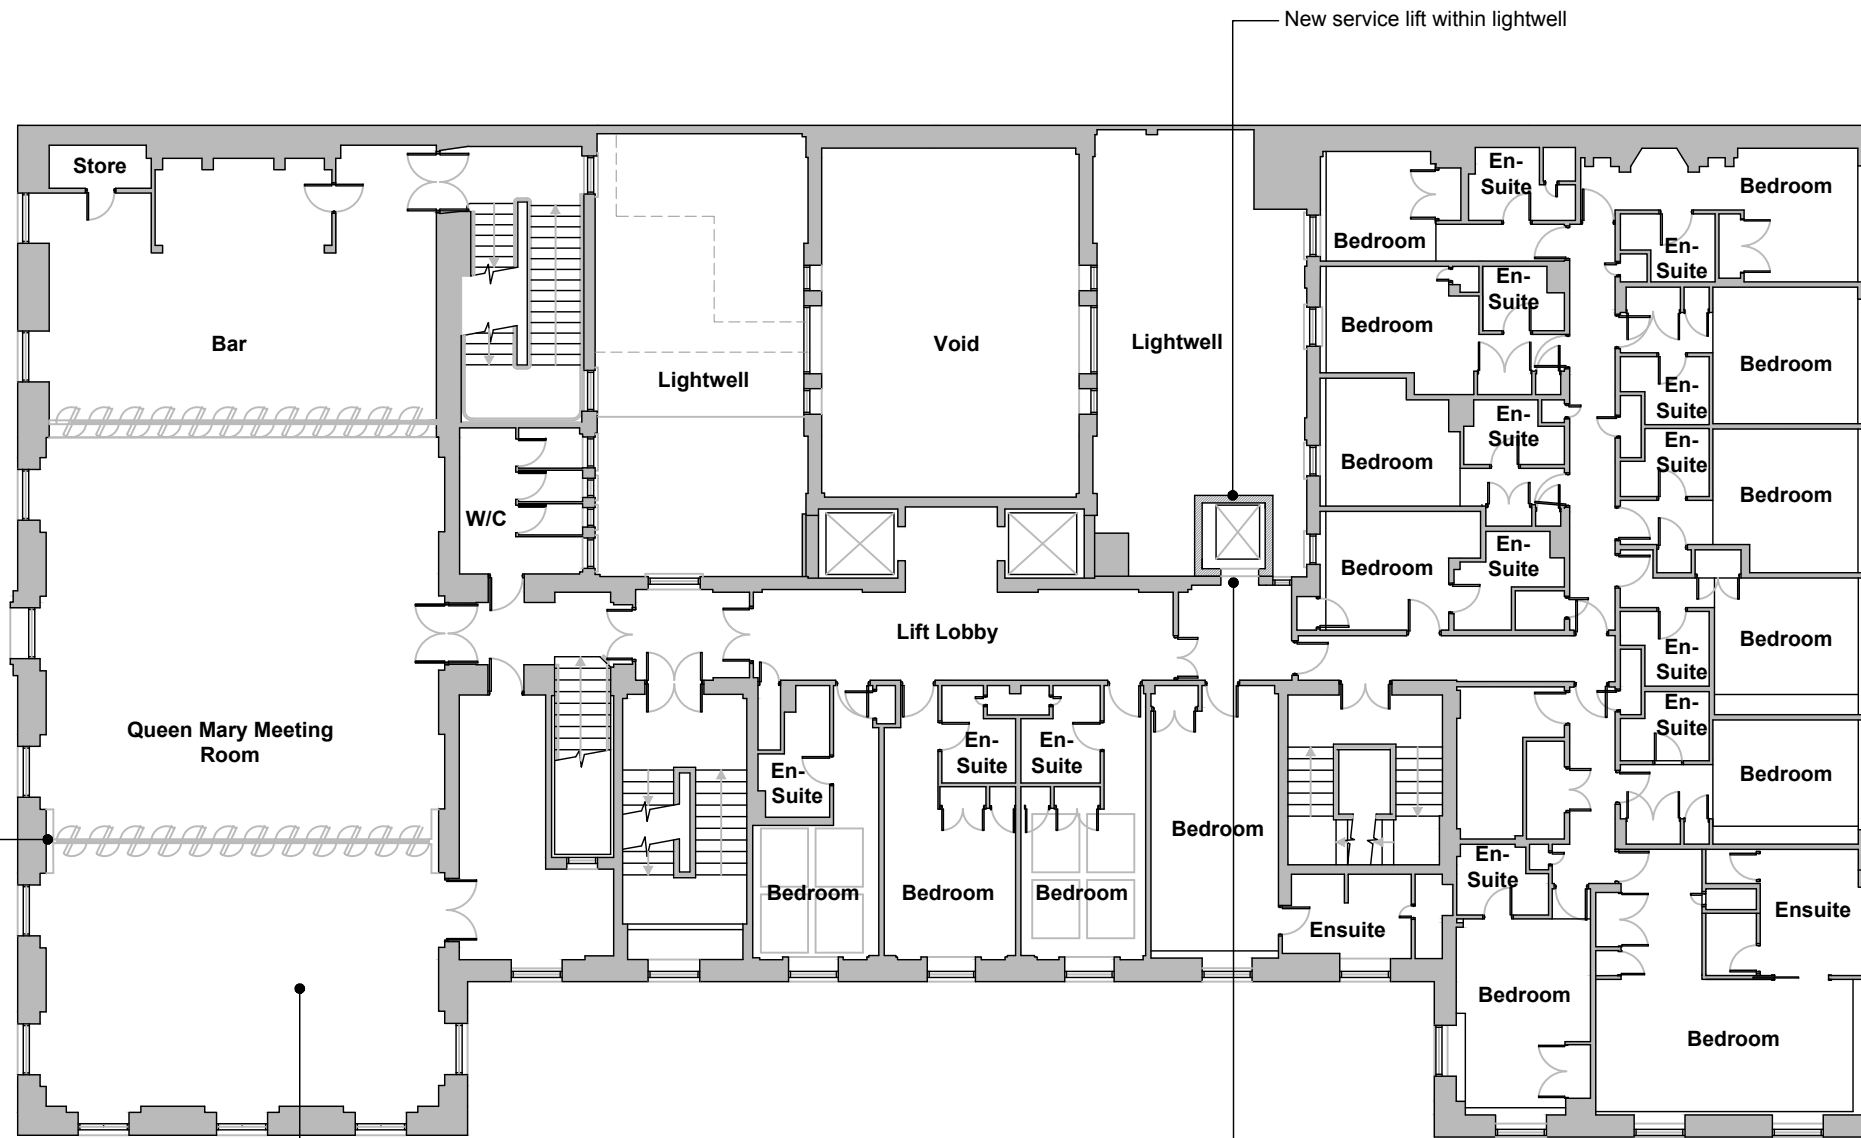 New service lift within lightwell
Store
En-
Suite
Bedroom
Bedroom
En-
Suite
En-
Suite
Bedroom
Bar
Void
Lightwell
Lightwell
Bedroom
En-
Suite
En-
Suite
Bedroom
En-
Suite
Bedroom
W/C
En-
Suite
Bedroom
Lift Lobby
Bedroom
En-
Suite
Queen Mary Meeting
Room
En-
Suite
En-
Suite
En-
Suite
En-
Suite
Bedroom
Bedroom
En-
Suite
Bedroom
Bedroom
Bedroom
Ensuite
Ensuite
Bedroom
Bedroom